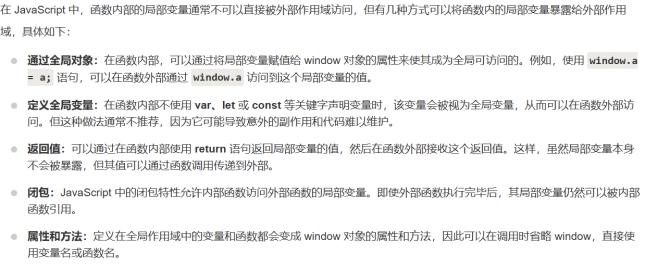 在 JavaScript 中，函数内部的局部变量通常不可以直接被外部作用域访问，但有几种方式可以将函数内的局部变量暴露给外部作用
域，具体如下：
通过全局对象：在函数内部，可以通过将局部变量赋值给 window 对象的属性来使其成为全局可访问的。例如，使用 window.a
= a; 语句，可以在函数外部通过 window.a 访问到这个局部变量的值。
定义全局变量：在函数内部不使用 var、let 或 const 等关键字声明变量时，该变量会被视为全局变量，从而可以在函数外部访
问。但这种做法通常不推荐，因为它可能导致意外的副作用和代码难以维护。
返回值：可以通过在函数内部使用 return 语句返回局部变量的值，然后在函数外部接收这个返回值。这样，虽然局部变量本身
不会被暴露，但其值可以通过函数调用传递到外部。
闭包：JavaScript 中的闭包特性允许内部函数访问外部函数的局部变量。即使外部函数执行完毕后，其局部变量仍然可以被内部
函数引用。
属性和方法：定义在全局作用域中的变量和函数都会变成 window 对象的属性和方法，因此可以在调用时省略 window，直接使
用变量名或函数名。